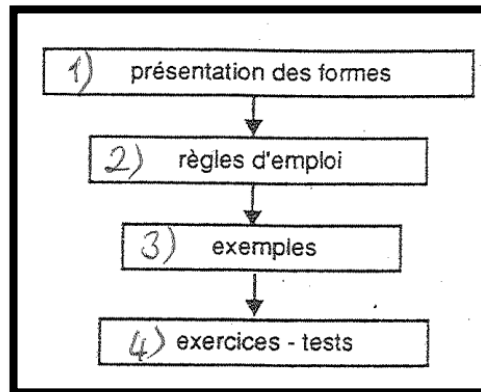 1) présentation des formes
2) règles d'emploi
3) exemples
4) exercices - tests